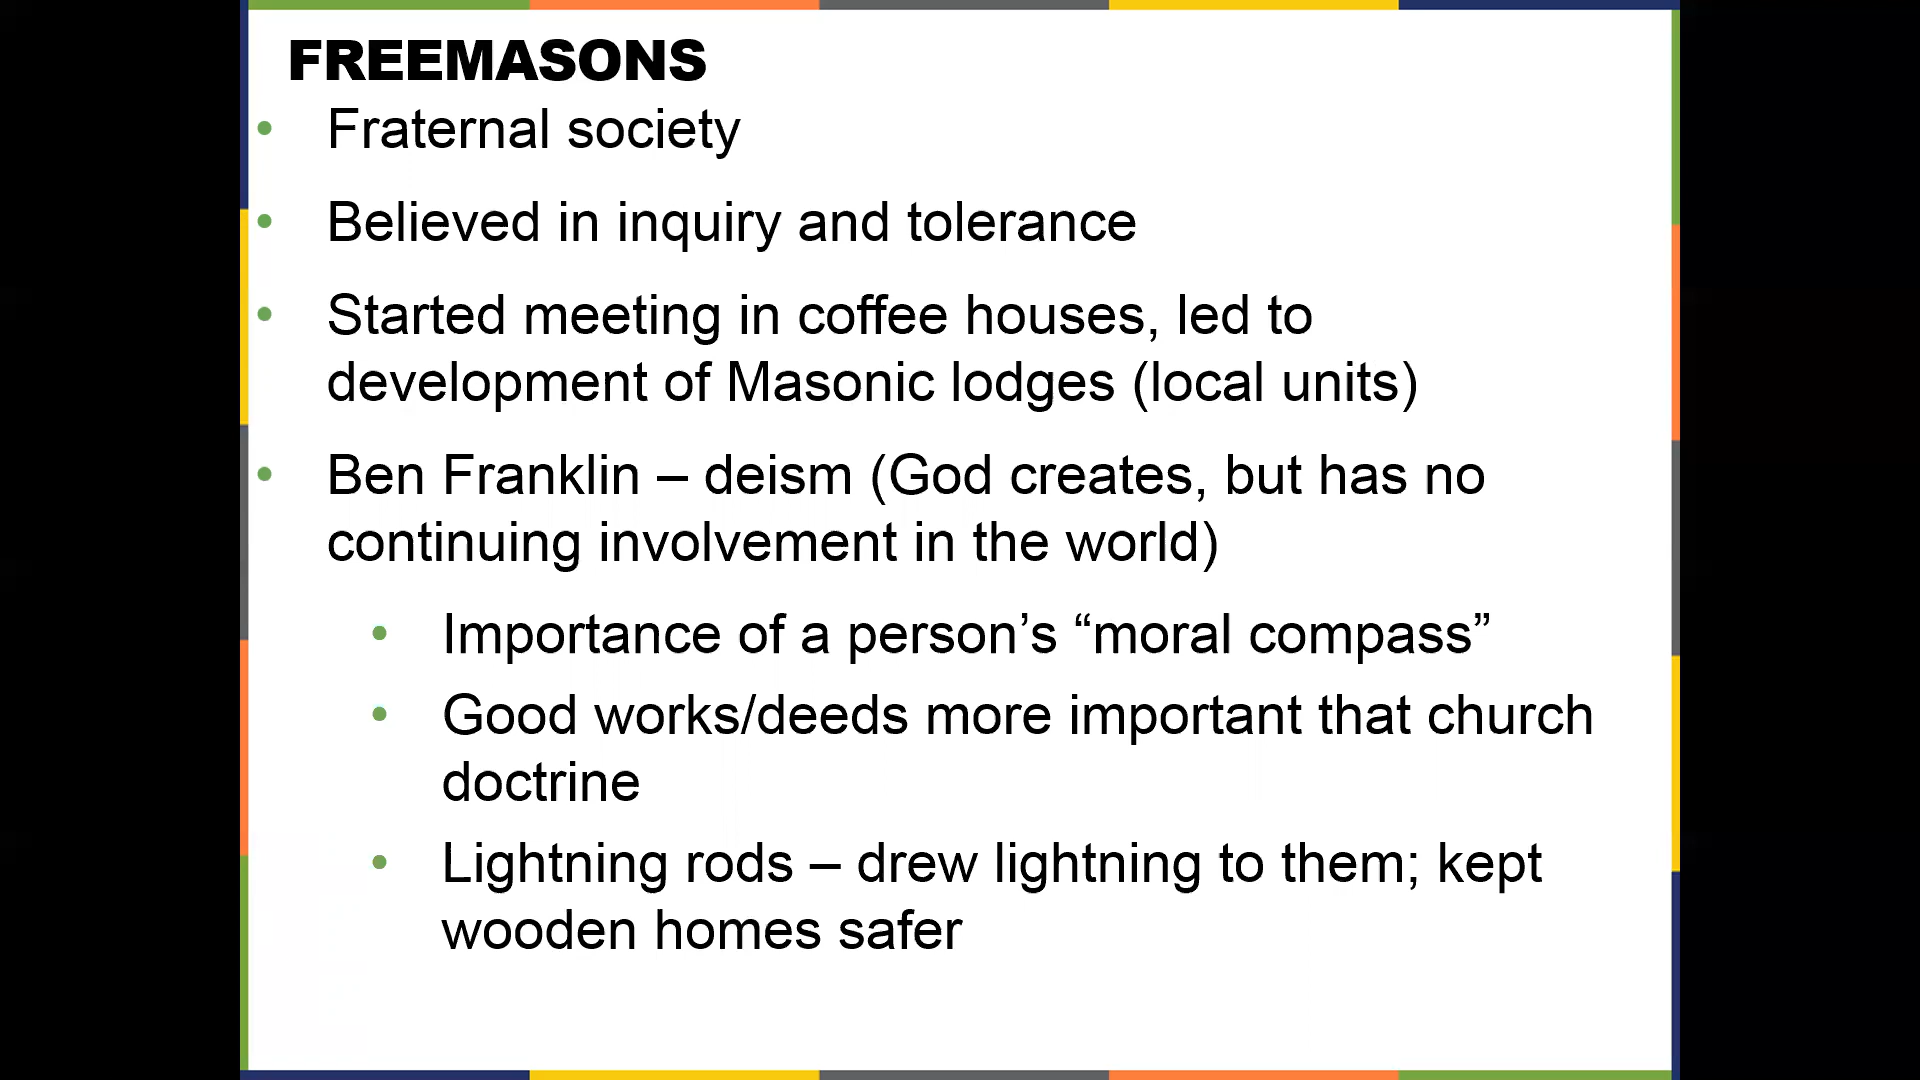 FREEMASONS
• Fraternal society
• Believed in inquiry and tolerance
• Started meeting in coffee houses, led to
development of Masonic lodges (local units)
• Ben Franklin – deism (God creates, but has no
continuing involvement in the world)
• Importance of a person’s “moral compass”
• Good works/deeds more important that church
doctrine
• Lightning rods – drew lightning to them; kept
wooden homes safer